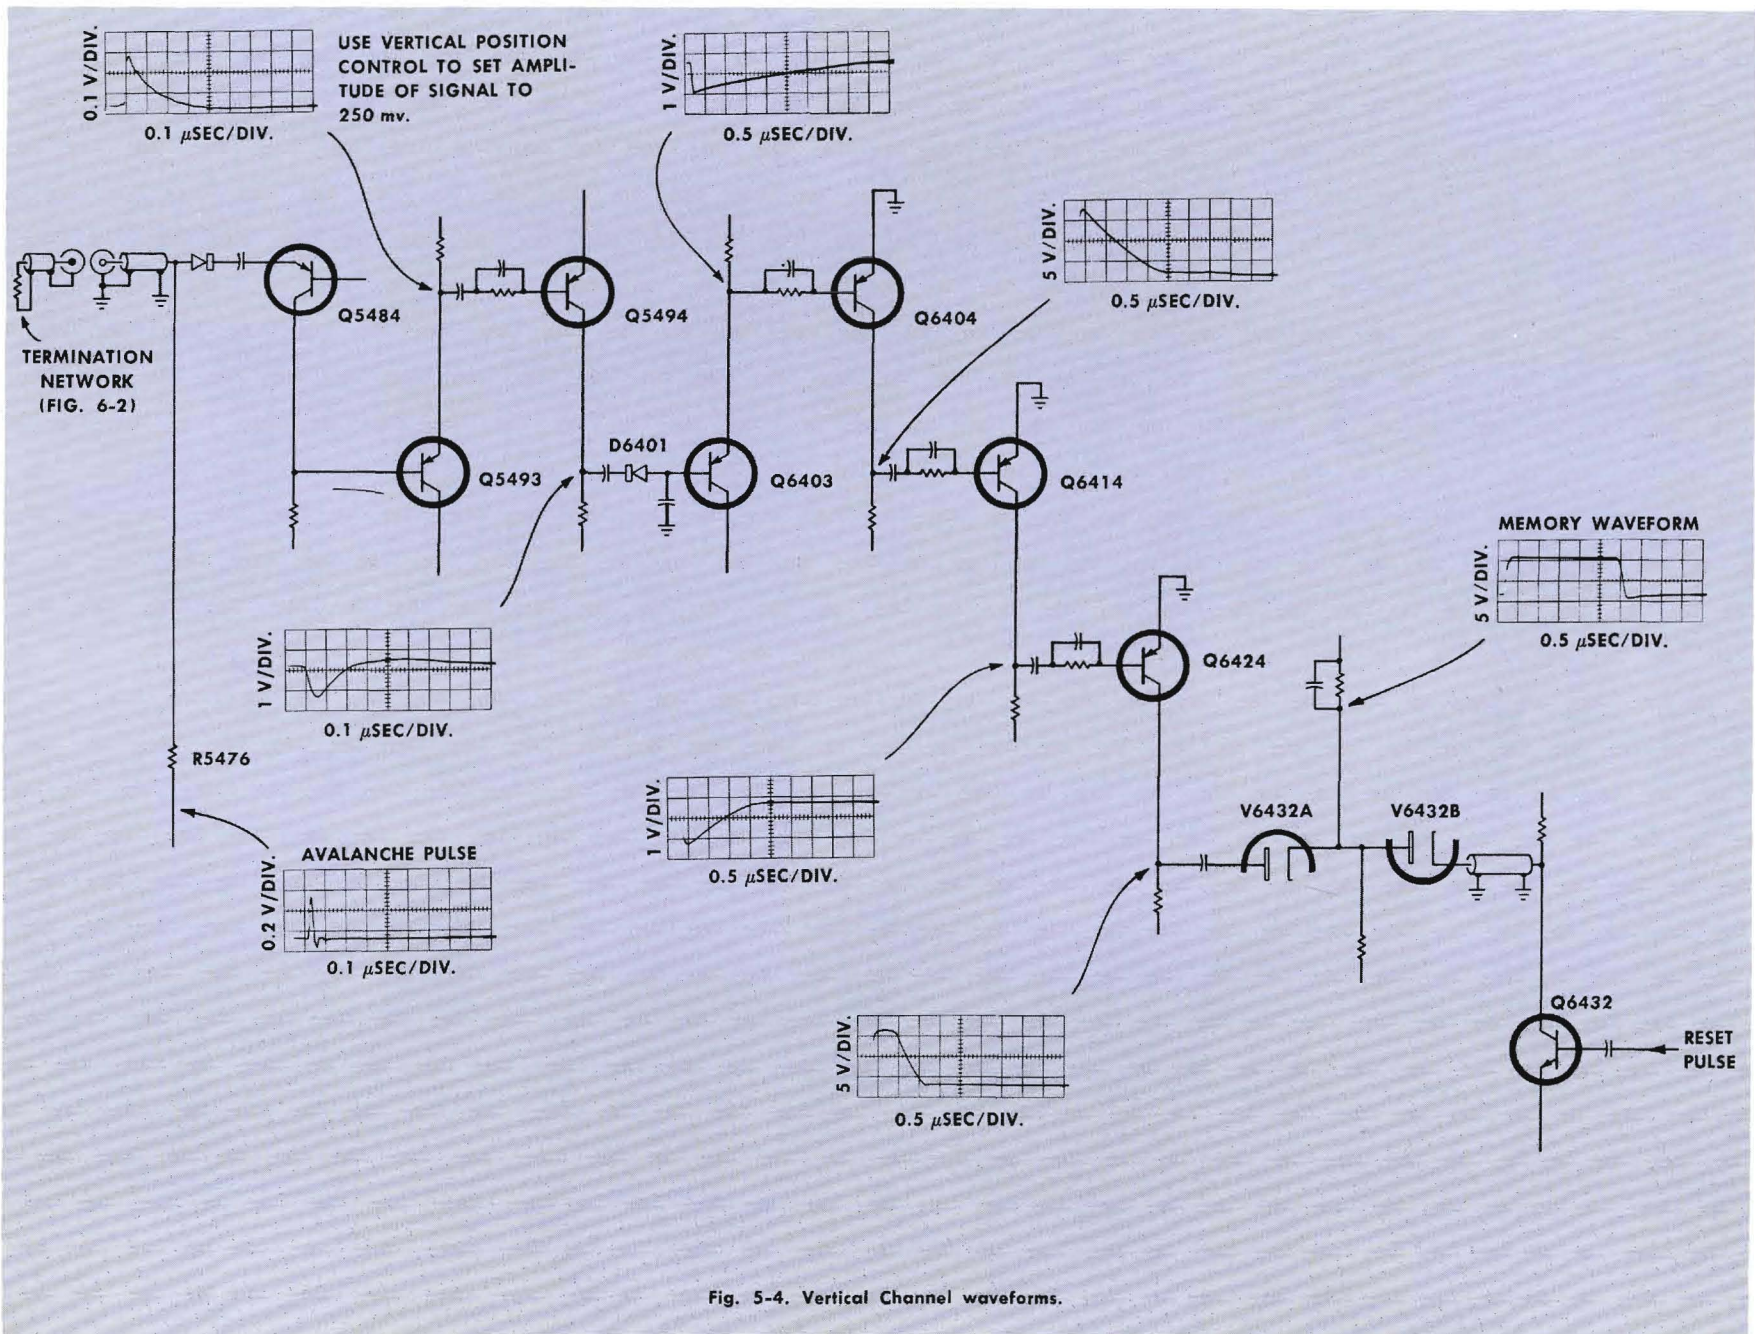 0.1 V/DIV.
0.1 μSEC/DIV.
USE VERTICAL POSITION
CONTROL TO SET AMPLI-
TUDE OF SIGNAL TO
250 mv.
1 V/DIV.
0.5 μSEC/DIV.
5 V/DIV.
0.5 μSEC/DIV.
Q5484
Q5494
Q6404
TERMINATION
NETWORK
(FIG. 6-2)
D6401
Q5493
Q6403
Q6414
MEMORY WAVEFORM
5 V/DIV.
0.5 μSEC/DIV.
1 V/DIV.
0.1 μSEC/DIV.
Q6424
R5476
1 V/DIV.
0.5 μSEC/DIV.
V6432A
V6432B
AVALANCHE PULSE
0.2 V/DIV.
0.1 μSEC/DIV.
5 V/DIV.
0.5 μSEC/DIV.
Q6432
RESET
PULSE
Fig. 5-4. Vertical Channel waveforms.